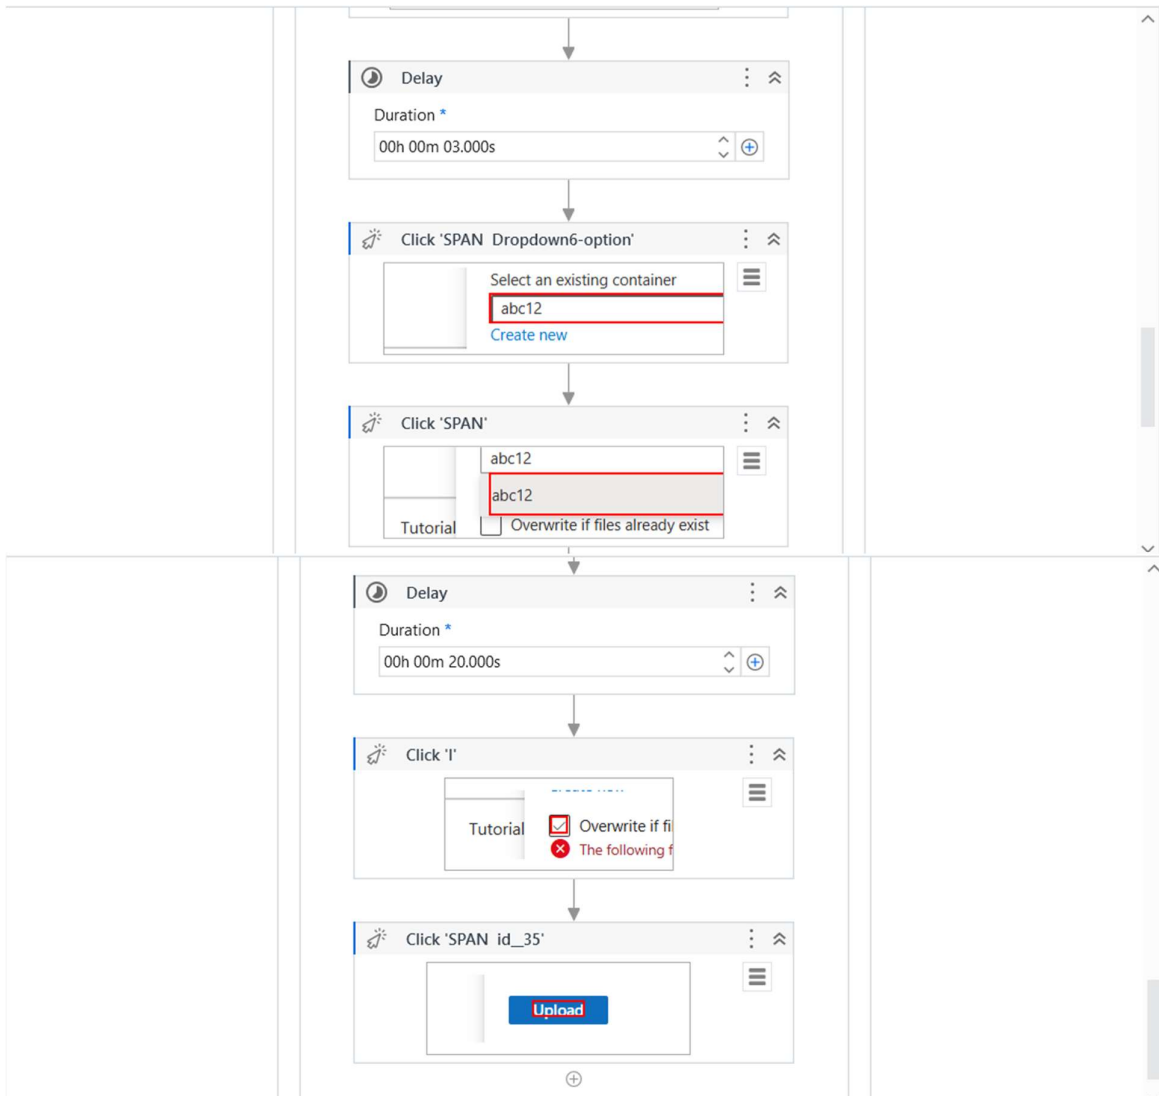 Delay
Duration *
00h 00m 03.000s
Click 'SPAN Dropdown6-option'
Select an existing container
abc12
Create new
Click 'SPAN'
abc12
abc12
Tutorial
Overwrite if files already exist
Delay
Duration *
00h 00m 20.000s
Click 'I'
Tutorial
Overwrite if fi
The following f
Click 'SPAN id__35'
Upload